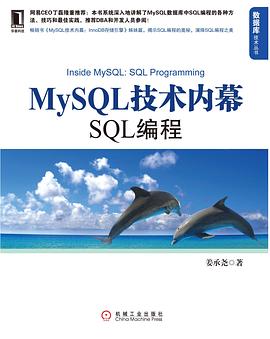 华章科技
网易CEO丁磊隆重推荐:本书系统深入地讲解了MySQL数据库中SQL编程的各种方
法、技巧和最佳实践,推荐DBA和开发人员参阅!
畅销书《MySQL技术内幕:InnoDB存储引擎》姊妹篇,揭示SQL编程的奥秘,演绎SQL编程之美
数据库
技术丛书
Inside MySQL: SQL Programming
MySQL技术内幕
SQL编程
姜承尧◎著
机械工业出版社
China Machine Press